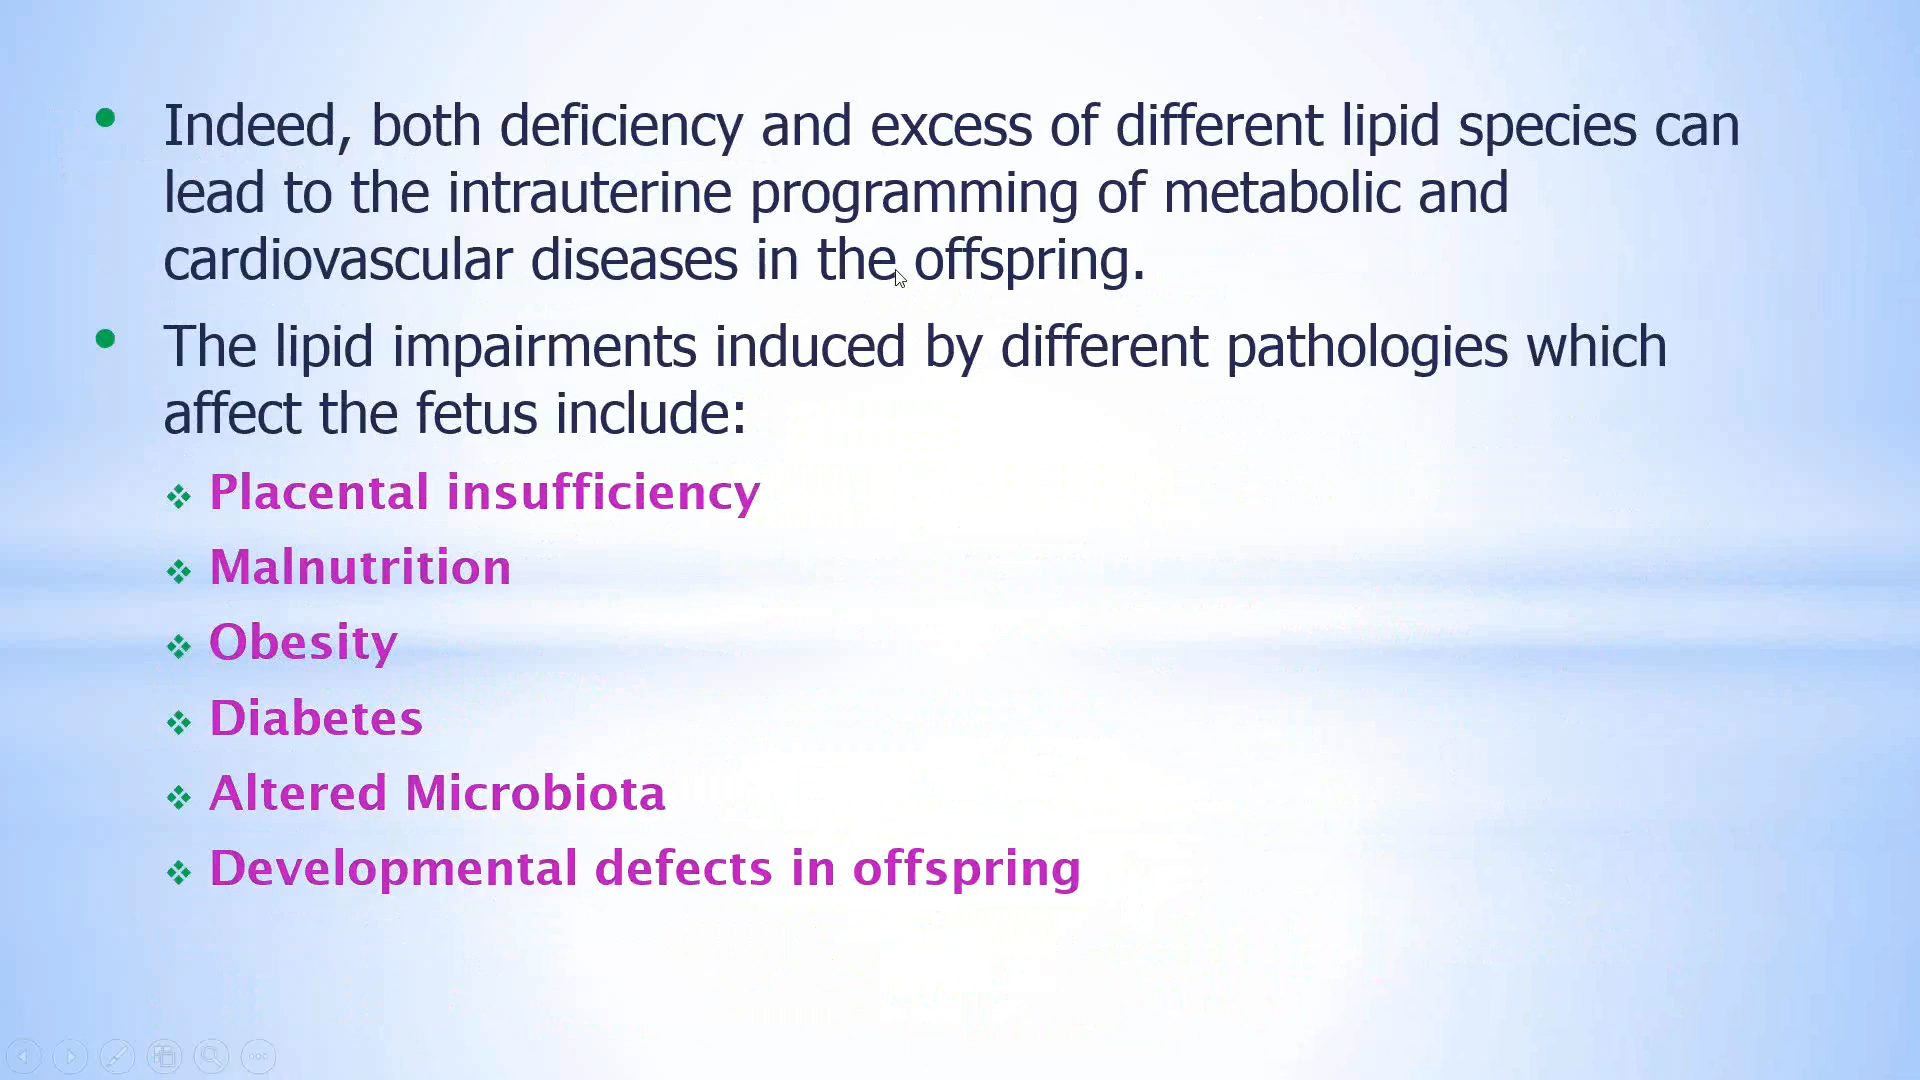 Indeed, both deficiency and excess of different lipid species can
lead to the intrauterine programming of metabolic and
cardiovascular diseases in the offspring.
The lipid impairments induced by different pathologies which
affect the fetus include:
Placental insufficiency
Malnutrition
Obesity
Diabetes
Altered Microbiota
Developmental defects in offspring